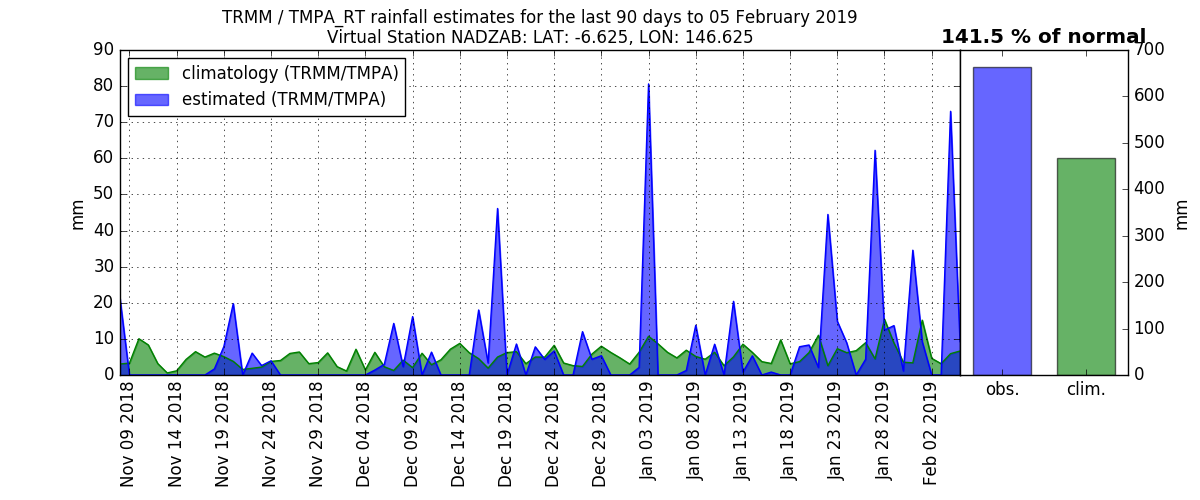 TRMM / TMPA_RT rainfall estimates for the last 90 days to 05 February 2019
Virtual Station NADZAB: LAT: -6.625, LON: 146.625
141.5 % of normal
climatology (TRMM/TMPA)
estimated (TRMM/TMPA)
mm
90
80
70
60
50
40
30
20
10
0
Nov 09 2018
Nov 14 2018
Nov 19 2018
Nov 24 2018
Nov 29 2018
Dec 04 2018
Dec 09 2018
Dec 14 2018
Dec 19 2018
Dec 24 2018
Dec 29 2018
Jan 03 2019
Jan 08 2019
Jan 13 2019
Jan 18 2019
Jan 23 2019
Jan 28 2019
Feb 02 2019
obs.
clim.
700
600
500
400
300
200
100
0
mm